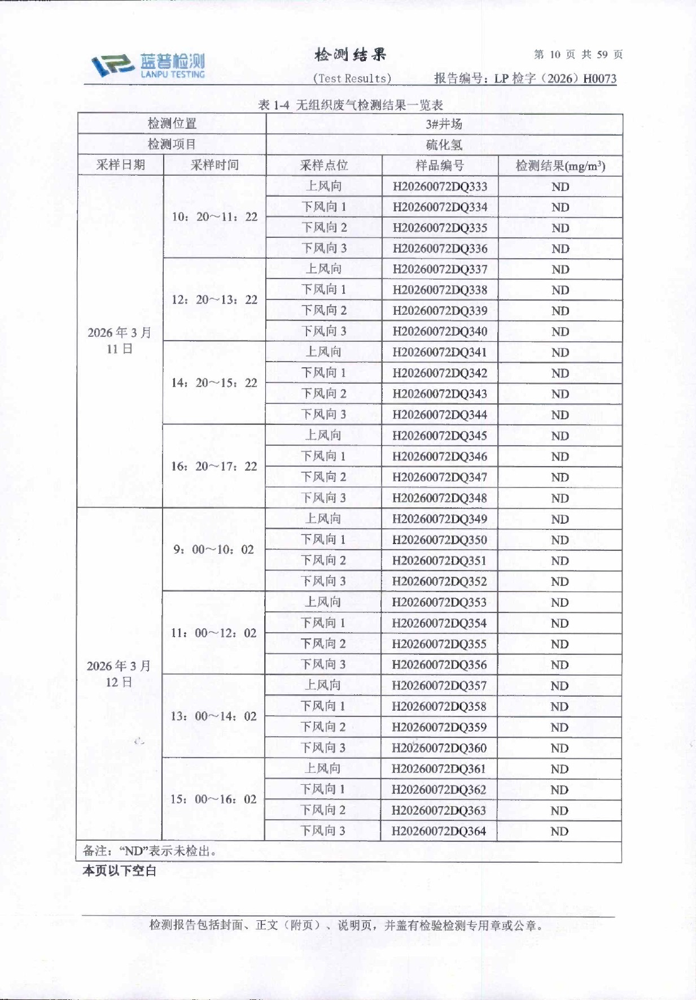 蓝普检测
LANPU TESTING
检测结果
(Test Results)
第 10 页 共 59 页
报告编号：LP 检字（2026）H0073
表 1-4 无组织废气检测结果一览表
检测位置 3#井场
检测项目 硫化氢
采样日期 采样时间 采样点位 样品编号 检测结果(mg/m³)
2026 年 3 月 11 日
10：20～11：22
上风向 H20260072DQ333 ND
下风向 1 H20260072DQ334 ND
下风向 2 H20260072DQ335 ND
下风向 3 H20260072DQ336 ND
12：20～13：22
上风向 H20260072DQ337 ND
下风向 1 H20260072DQ338 ND
下风向 2 H20260072DQ339 ND
下风向 3 H20260072DQ340 ND
14：20～15：22
上风向 H20260072DQ341 ND
下风向 1 H20260072DQ342 ND
下风向 2 H20260072DQ343 ND
下风向 3 H20260072DQ344 ND
16：20～17：22
上风向 H20260072DQ345 ND
下风向 1 H20260072DQ346 ND
下风向 2 H20260072DQ347 ND
下风向 3 H20260072DQ348 ND
2026 年 3 月 12 日
9：00～10：02
上风向 H20260072DQ349 ND
下风向 1 H20260072DQ350 ND
下风向 2 H20260072DQ351 ND
下风向 3 H20260072DQ352 ND
11：00～12：02
上风向 H20260072DQ353 ND
下风向 1 H20260072DQ354 ND
下风向 2 H20260072DQ355 ND
下风向 3 H20260072DQ356 ND
13：00～14：02
上风向 H20260072DQ357 ND
下风向 1 H20260072DQ358 ND
下风向 2 H20260072DQ359 ND
下风向 3 H20260072DQ360 ND
15：00～16：02
上风向 H20260072DQ361 ND
下风向 1 H20260072DQ362 ND
下风向 2 H20260072DQ363 ND
下风向 3 H20260072DQ364 ND
备注：“ND”表示未检出。
本页以下空白
检测报告包括封面、正文（附页）、说明页，并盖有检验检测专用章或公章。